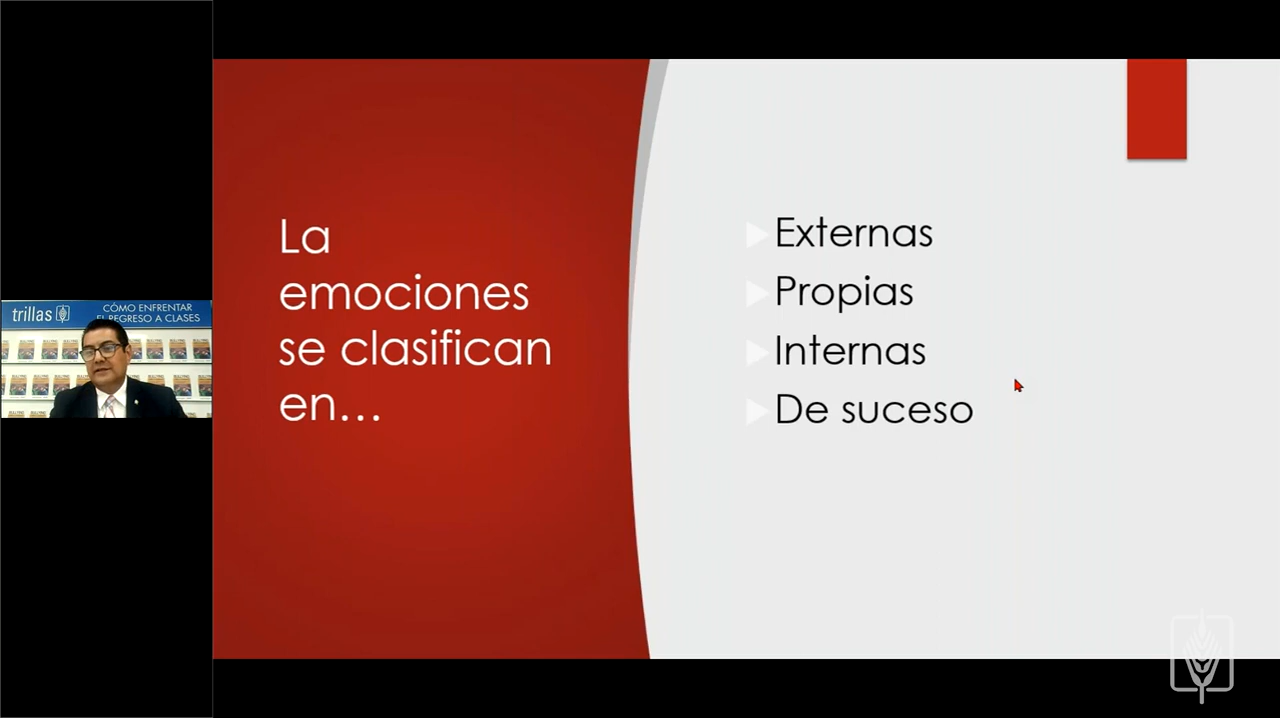 La
emociones
se clasifican
en...
Externas
Propias
Internas
De suceso
trillas
CÓMO ENFRENTAR
EL REGRESO A CLASES